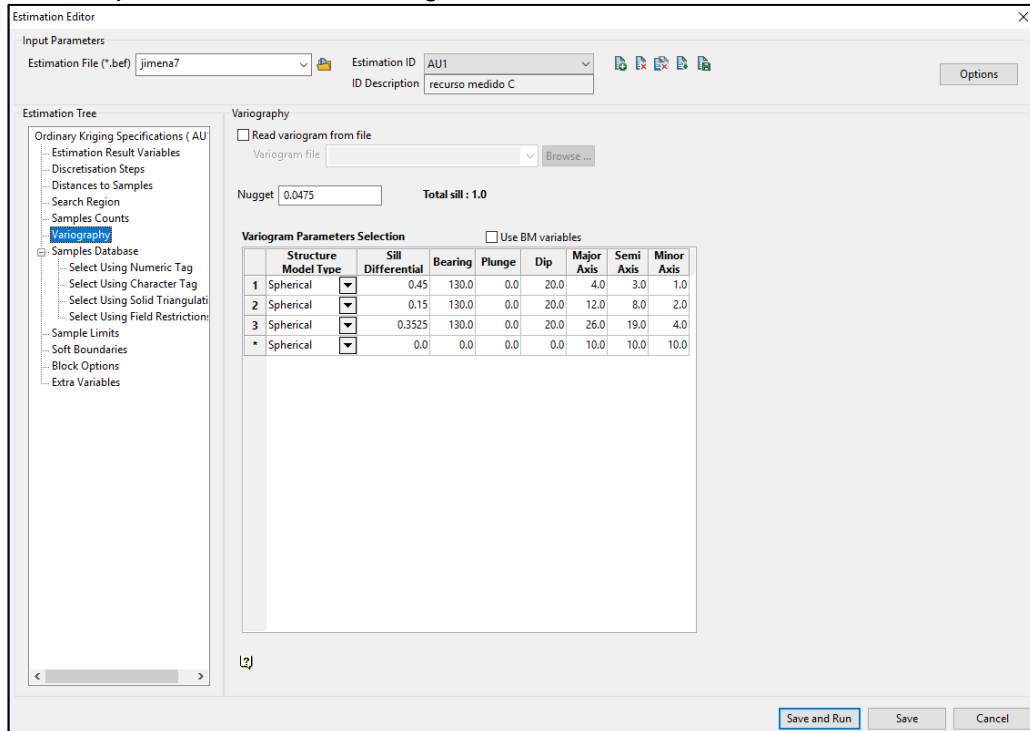 Estimation Editor
Input Parameters
Estimation File (*.bef) jimena7 Estimation ID AU1
ID Description recurso medido C
Options
Estimation Tree
Ordinary Kriging Specifications ( AU
Estimation Result Variables
Discretisation Steps
Distances to Samples
Search Region
Samples Counts
Variography
Samples Database
Select Using Numeric Tag
Select Using Character Tag
Select Using Solid Triangulati
Select Using Field Restrictions
Sample Limits
Soft Boundaries
Block Options
Extra Variables
Variography
Read variogram from file
Variogram file Browse ...
Nugget 0.0475 Total sill : 1.0
Variogram Parameters Selection Use BM variables
Structure Model Type Sill Differential Bearing Plunge Dip Major Axis Semi Axis Minor Axis
1 Spherical 0.45 130.0 0.0 20.0 4.0 3.0 1.0
2 Spherical 0.15 130.0 0.0 20.0 12.0 8.0 2.0
3 Spherical 0.3525 130.0 0.0 20.0 26.0 19.0 4.0
* Spherical 0.0 0.0 0.0 0.0 10.0 10.0 10.0
Save and Run Save Cancel